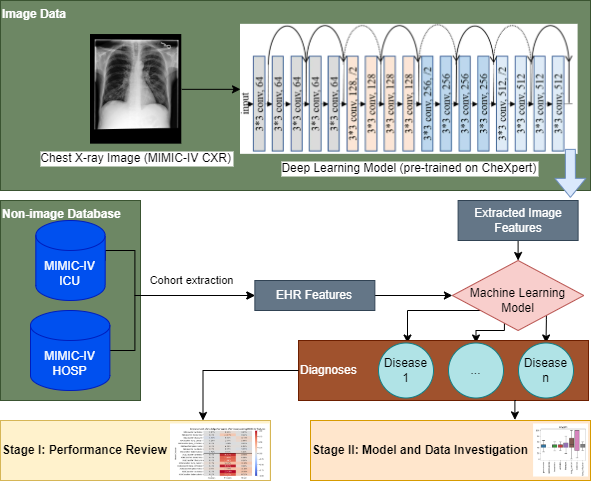 Image Data
input
3*3 conv, 64
3*3 conv, 64
3*3 conv, 64
3*3 conv, 64
3*3 conv, 64
3*3 conv, 128, /2
3*3 conv, 128
3*3 conv, 128
3*3 conv, 128
3*3 conv, 256, /2
3*3 conv, 256
3*3 conv, 256
3*3 conv, 256
3*3 conv, 512, /2
3*3 conv, 512
3*3 conv, 512
3*3 conv, 512
Chest X-ray Image (MIMIC-IV CXR)
Deep Learning Model (pre-trained on CheXpert)
Non-image Database
Extracted Image
Features
MIMIC-IV
ICU
Cohort extraction
EHR Features
Machine Learning
Model
MIMIC-IV
HOSP
Diagnoses
Disease
1
...
Disease
n
Stage I: Performance Review
Stage II: Model and Data Investigation